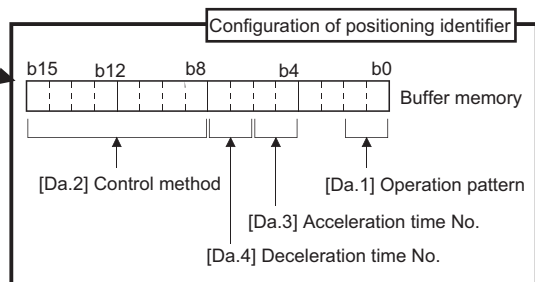 Configuration of positioning identifier
b15 b12 b8 b4 b0
Buffer memory
[Da.2] Control method
[Da.1] Operation pattern
[Da.3] Acceleration time No.
[Da.4] Deceleration time No.